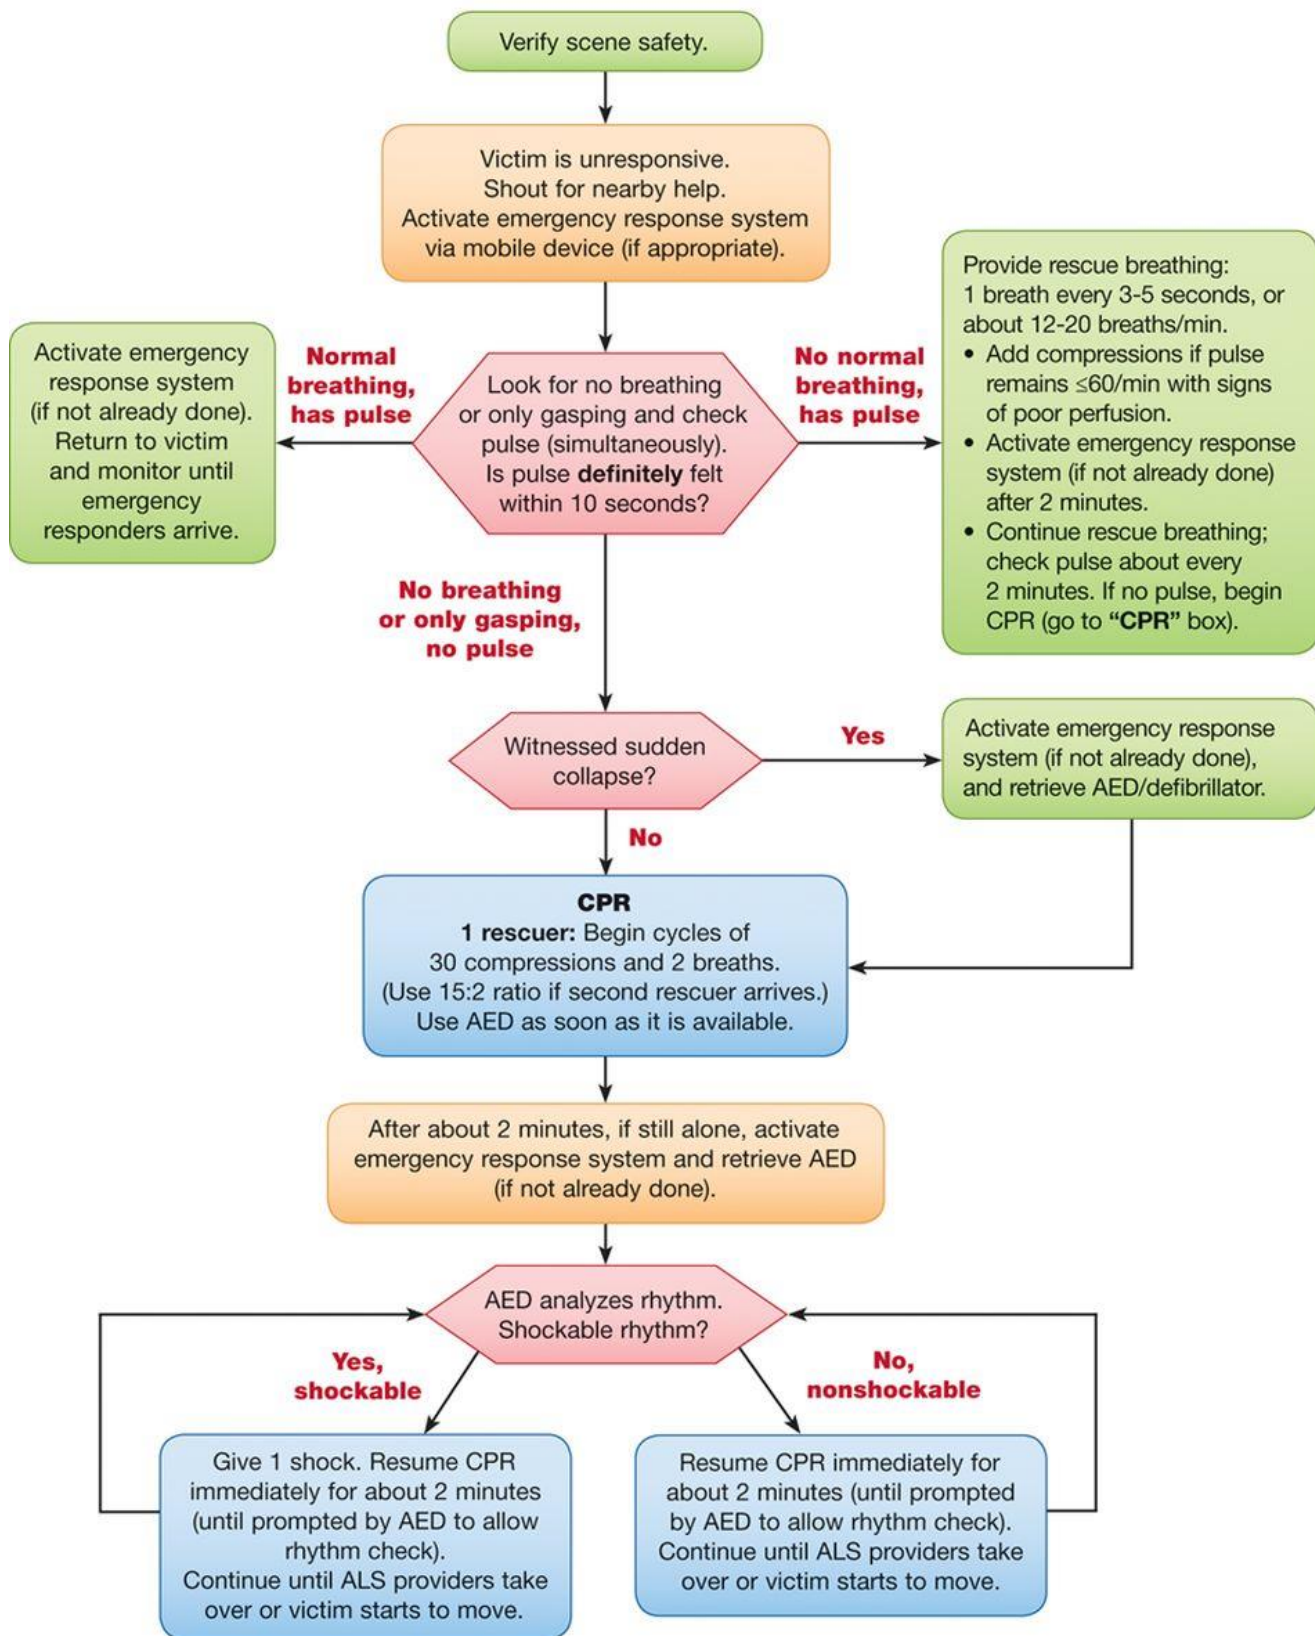 Verify scene safety.
Victim is unresponsive.
Shout for nearby help.
Activate emergency response system
via mobile device (if appropriate).
Look for no breathing
or only gasping and check
pulse (simultaneously).
Is pulse definitely felt
within 10 seconds?
Normal
breathing,
has pulse
Activate emergency
response system
(if not already done).
Return to victim
and monitor until
emergency
responders arrive.
No normal
breathing,
has pulse
Provide rescue breathing:
1 breath every 3-5 seconds, or
about 12-20 breaths/min.
• Add compressions if pulse
remains ≤60/min with signs
of poor perfusion.
• Activate emergency response
system (if not already done)
after 2 minutes.
• Continue rescue breathing;
check pulse about every
2 minutes. If no pulse, begin
CPR (go to “CPR” box).
No breathing
or only gasping,
no pulse
Witnessed sudden
collapse?
Yes
Activate emergency response
system (if not already done),
and retrieve AED/defibrillator.
No
CPR
1 rescuer: Begin cycles of
30 compressions and 2 breaths.
(Use 15:2 ratio if second rescuer arrives.)
Use AED as soon as it is available.
After about 2 minutes, if still alone, activate
emergency response system and retrieve AED
(if not already done).
AED analyzes rhythm.
Shockable rhythm?
Yes,
shockable
Give 1 shock. Resume CPR
immediately for about 2 minutes
(until prompted by AED to allow
rhythm check).
Continue until ALS providers take
over or victim starts to move.
No,
nonshockable
Resume CPR immediately for
about 2 minutes (until prompted
by AED to allow rhythm check).
Continue until ALS providers take
over or victim starts to move.